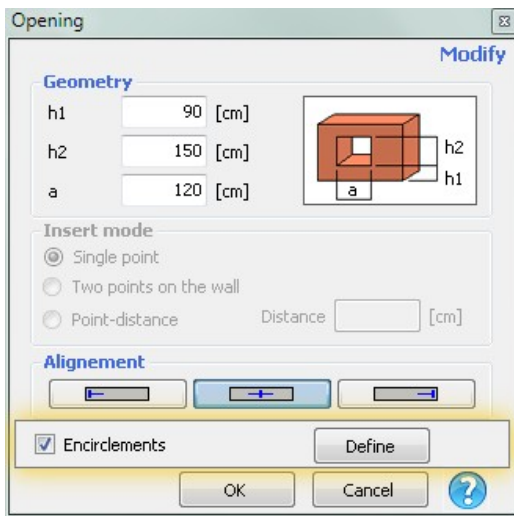 Opening
Modify
Geometry
h1 90 [cm]
h2 150 [cm]
a 120 [cm]
h2
h1
a
Insert mode
Single point
Two points on the wall
Point-distance Distance [cm]
Alignement
Encirclements Define
OK Cancel ?